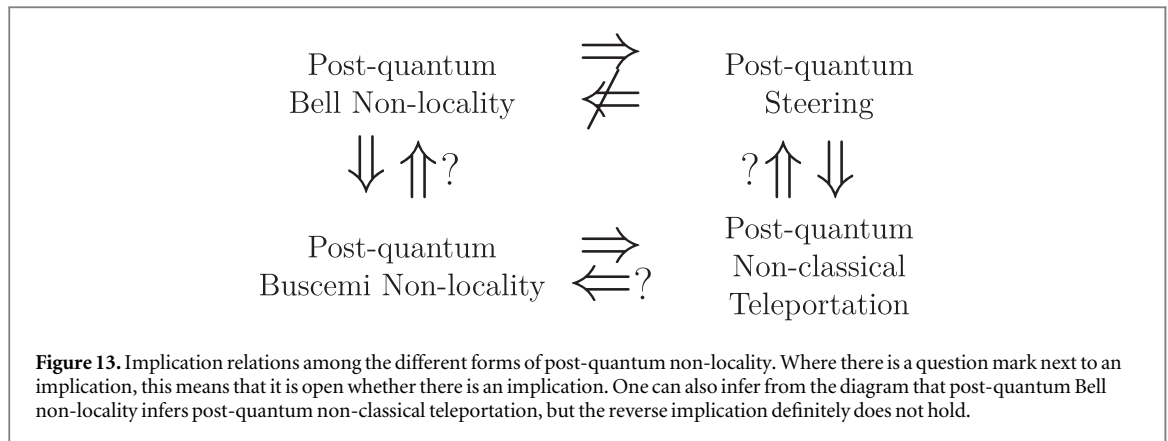 Post-quantum
Bell Non-locality
⇒
⇍
Post-quantum
Steering
⇓ ⇑?
?⇑ ⇓
Post-quantum
Buscemi Non-locality
⇒
⇐?
Post-quantum
Non-classical
Teleportation
Figure 13. Implication relations among the different forms of post-quantum non-locality. Where there is a question mark next to an
implication, this means that it is open whether there is an implication. One can also infer from the diagram that post-quantum Bell
non-locality infers post-quantum non-classical teleportation, but the reverse implication definitely does not hold.